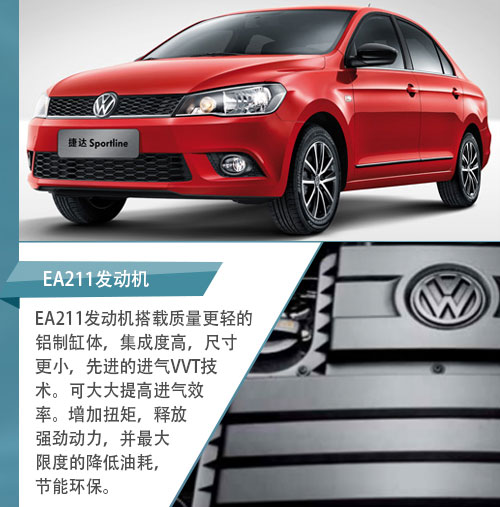 捷达 Sportline
EA211发动机
EA211发动机搭载质量更轻的
铝制缸体，集成度高，尺寸
更小，先进的进气VVT技
术。可大大提高进气效
率。增加扭矩，释放
强劲动力，并最大
限度的降低油耗，
节能环保。